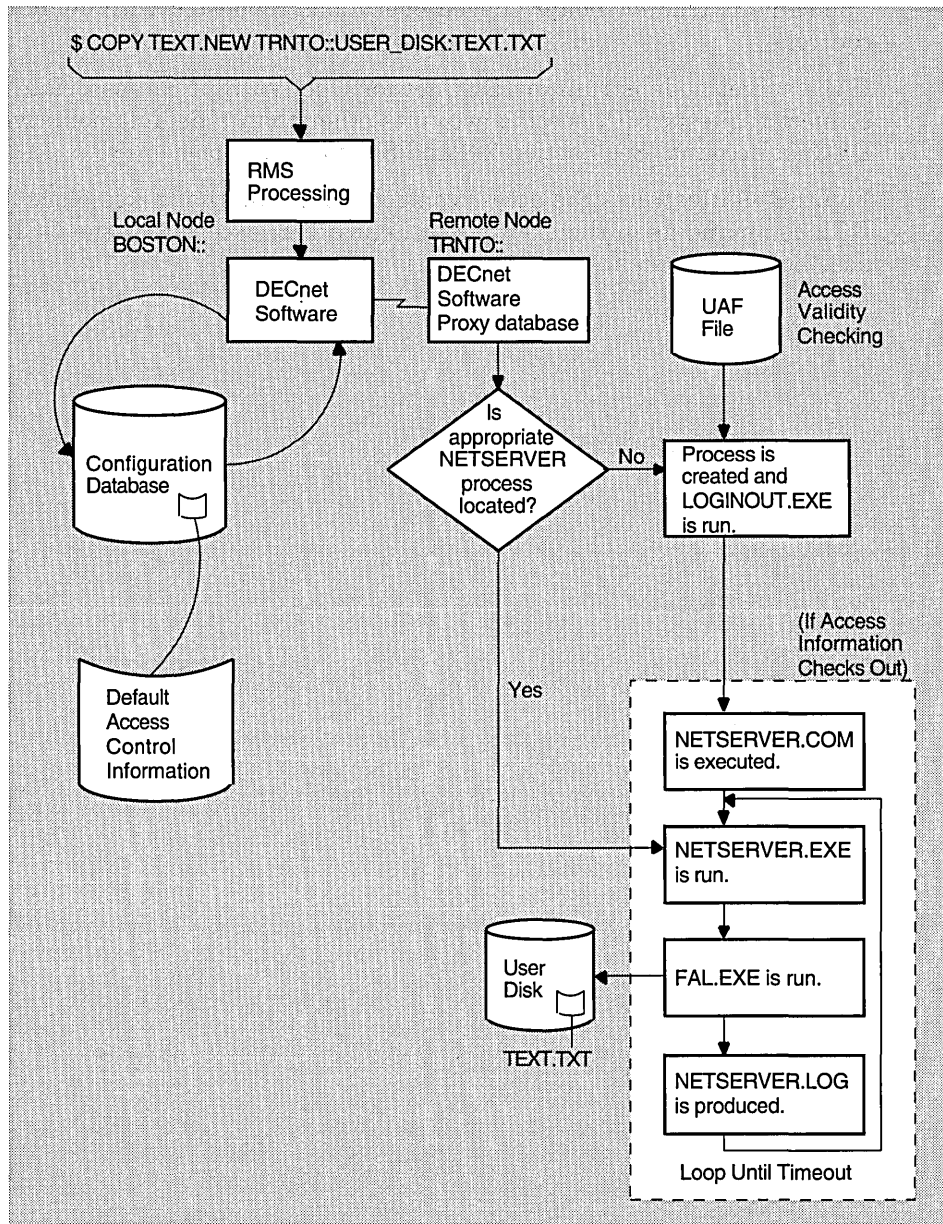 $ COPY TEXT.NEW TRNTO::USER_DISK:TEXT.TXT
RMS
Processing
Local Node
BOSTON::
Remote Node
TRNTO::
DECnet
Software
DECnet
Software
Proxy database
UAF
File
Access
Validity
Checking
Configuration
Database
Is
appropriate
NETSERVER
process
located?
No
Process is
created and
LOGINOUT.EXE
is run.
Default
Access
Control
Information
Yes
(If Access
Information
Checks Out)
NETSERVER.COM
is executed.
NETSERVER.EXE
is run.
User
Disk
TEXT.TXT
FAL.EXE is run.
NETSERVER.LOG
is produced.
Loop Until Timeout